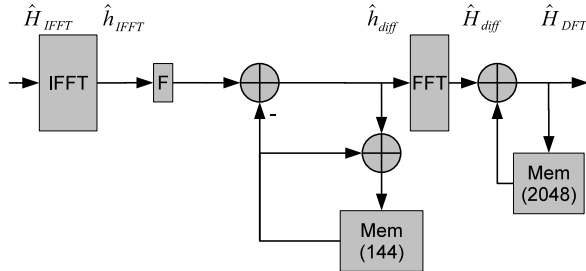 Ĥ_IFFT ĥ_IFFT ĥ_diff Ĥ_diff Ĥ_DFT
IFFT F FFT
-
Mem
(2048)
Mem
(144)